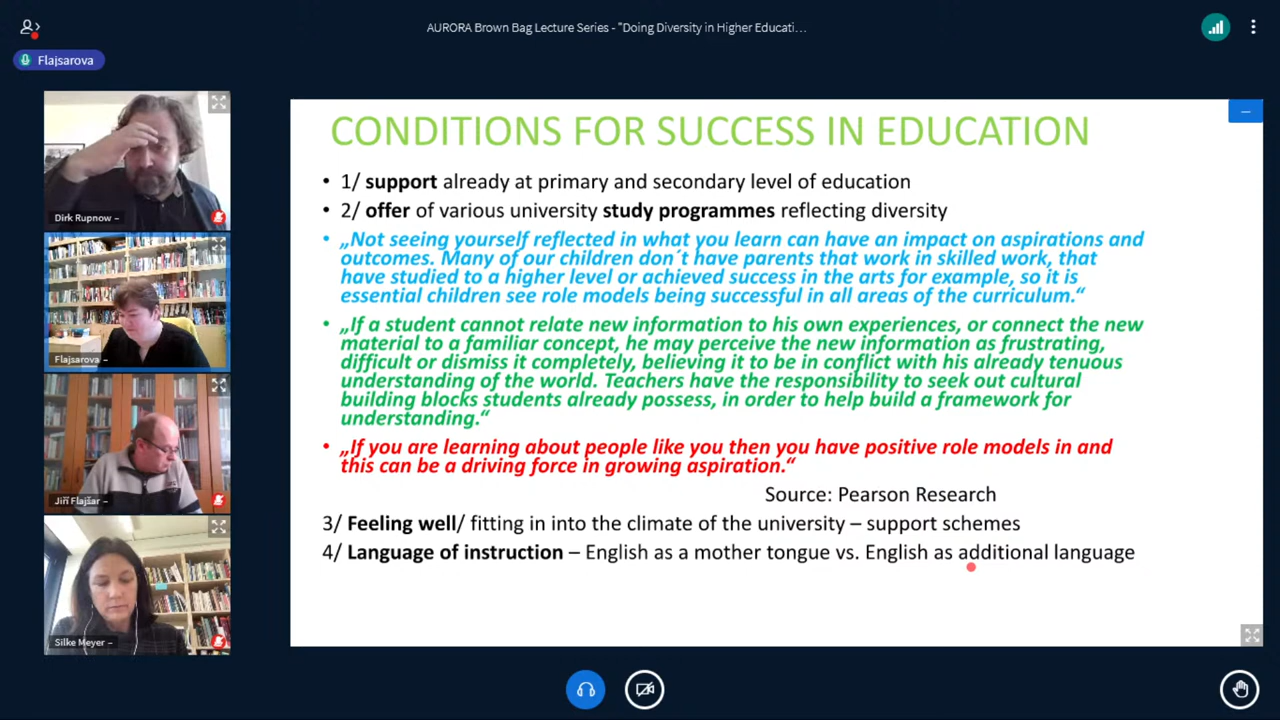 AURORA Brown Bag Lecture Series - "Doing Diversity in Higher Educati…
Flajsarova
Dirk Rupnow –
Flajsarova –
Jiří Flajšar –
Silke Meyer –
CONDITIONS FOR SUCCESS IN EDUCATION
• 1/ support already at primary and secondary level of education
• 2/ offer of various university study programmes reflecting diversity
• „Not seeing yourself reflected in what you learn can have an impact on aspirations and
outcomes. Many of our children don´t have parents that work in skilled work, that
have studied to a higher level or achieved success in the arts for example, so it is
essential children see role models being successful in all areas of the curriculum.“
• „If a student cannot relate new information to his own experiences, or connect the new
material to a familiar concept, he may perceive the new information as frustrating,
difficult or dismiss it completely, believing it to be in conflict with his already tenuous
understanding of the world. Teachers have the responsibility to seek out cultural
building blocks students already possess, in order to help build a framework for
understanding.“
• „If you are learning about people like you then you have positive role models in and
this can be a driving force in growing aspiration.“
Source: Pearson Research
3/ Feeling well/ fitting in into the climate of the university – support schemes
4/ Language of instruction – English as a mother tongue vs. English as additional language